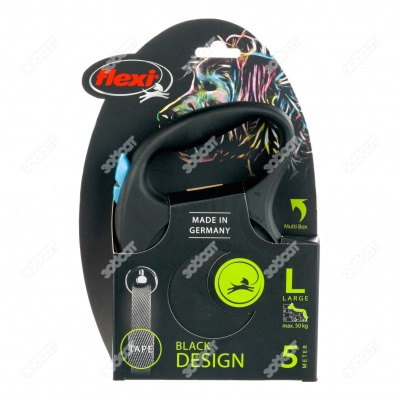 flexi
Multi Box
MADE IN
GERMANY
L
LARGE
max. 50 kg
TAPE
BLACK
DESIGN
5
METER